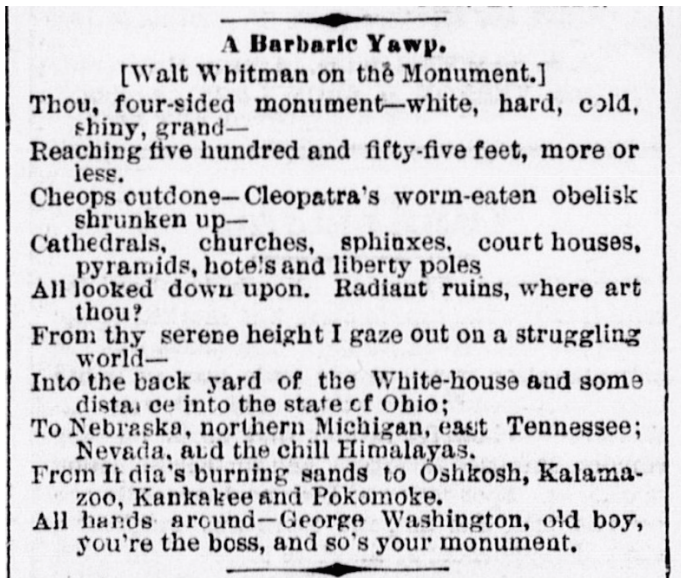 A Barbaric Yawp.
[Walt Whitman on the Monument.]
Thou, four-sided monument—white, hard, cold,
shiny, grand—
Reaching five hundred and fifty-five feet, more or
less.
Cheops outdone—Cleopatra's worm-eaten obelisk
shrunken up—
Cathedrals, churches, sphinxes, court houses,
pyramids, hotels and liberty poles
All looked down upon. Radiant ruins, where art
thou?
From thy serene height I gaze out on a struggling
world—
Into the back yard of the White-house and some
distance into the state of Ohio;
To Nebraska, northern Michigan, east Tennessee;
Nevada, and the chill Himalayas.
From India's burning sands to Oshkosh, Kalama-
zoo, Kankakee and Pokomoke.
All hands around—George Washington, old boy,
you're the boss, and so's your monument.